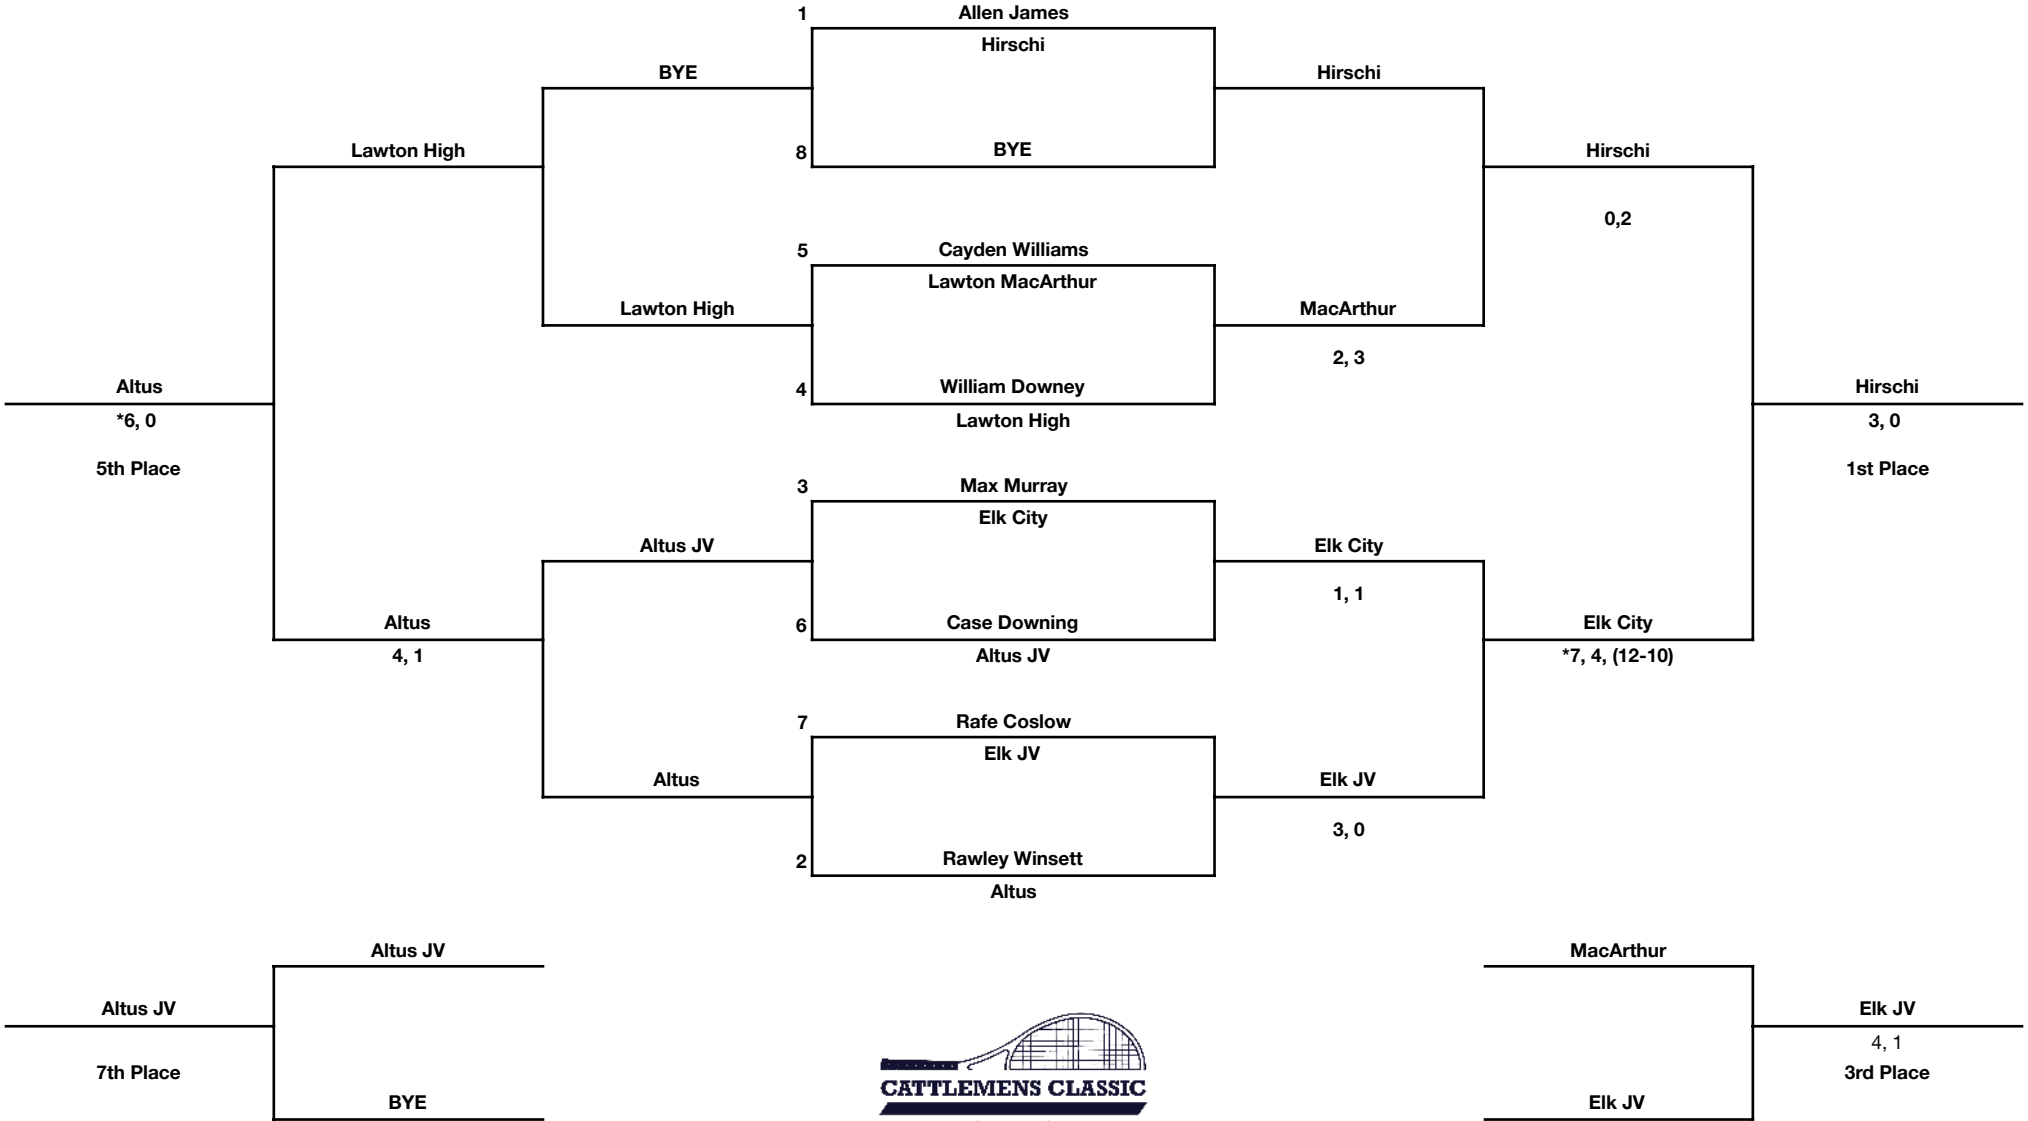 1
Allen James
Hirschi
BYE
Hirschi
Lawton High
8
BYE
Hirschi
0,2
5
Cayden Williams
Lawton MacArthur
Lawton High
MacArthur
2, 3
Altus
4
William Downey
Hirschi
*6, 0
Lawton High
3, 0
5th Place
1st Place
3
Max Murray
Elk City
Altus JV
Elk City
1, 1
Altus
6
Case Downing
Elk City
4, 1
Altus JV
*7, 4, (12-10)
7
Rafe Coslow
Elk JV
Altus
Elk JV
3, 0
2
Rawley Winsett
Altus
Altus JV
MacArthur
Altus JV
Elk JV
4, 1
7th Place
3rd Place
CATTLEMENS CLASSIC
BYE
Elk JV